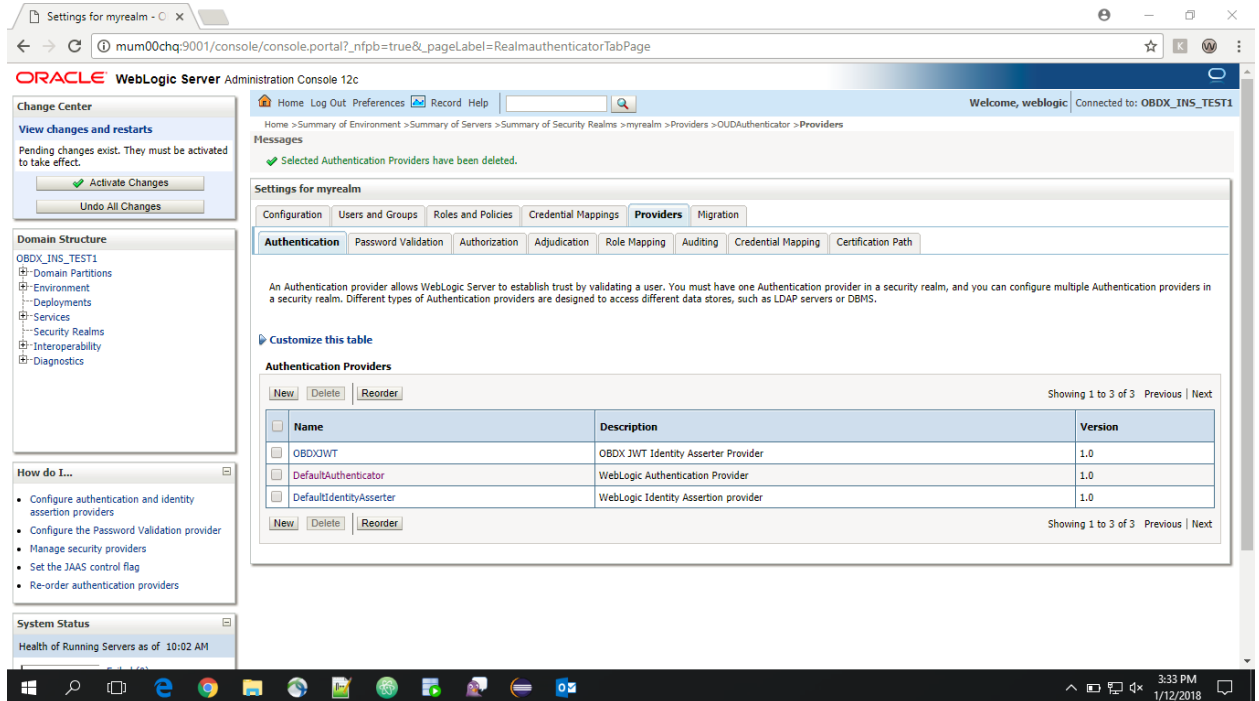 Settings for myrealm - O
mum00chq:9001/console/console.portal?_nfpb=true&_pageLabel=RealmauthenticatorTabPage
ORACLE WebLogic Server Administration Console 12c
Change Center
View changes and restarts
Pending changes exist. They must be activated
to take effect.
Activate Changes
Undo All Changes
Domain Structure
OBDX_INS_TEST1
Domain Partitions
Environment
Deployments
Services
Security Realms
Interoperability
Diagnostics
How do I...
Configure authentication and identity
assertion providers
Configure the Password Validation provider
Manage security providers
Set the JAAS control flag
Re-order authentication providers
System Status
Health of Running Servers as of 10:02 AM
Home Log Out Preferences Record Help
Welcome, weblogic Connected to: OBDX_INS_TEST1
Home >Summary of Environment >Summary of Servers >Summary of Security Realms >myrealm >Providers >OUDAuthenticator >Providers
Messages
Selected Authentication Providers have been deleted.
Settings for myrealm
Configuration Users and Groups Roles and Policies Credential Mappings Providers Migration
Authentication Password Validation Authorization Adjudication Role Mapping Auditing Credential Mapping Certification Path
An Authentication provider allows WebLogic Server to establish trust by validating a user. You must have one Authentication provider in a security realm, and you can configure multiple Authentication providers in
a security realm. Different types of Authentication providers are designed to access different data stores, such as LDAP servers or DBMS.
Customize this table
Authentication Providers
New Delete Reorder Showing 1 to 3 of 3 Previous | Next
Name Description Version
OBDXJWT OBDX JWT Identity Asserter Provider 1.0
DefaultAuthenticator WebLogic Authentication Provider 1.0
DefaultIdentityAsserter WebLogic Identity Assertion provider 1.0
New Delete Reorder Showing 1 to 3 of 3 Previous | Next
3:33 PM
1/12/2018